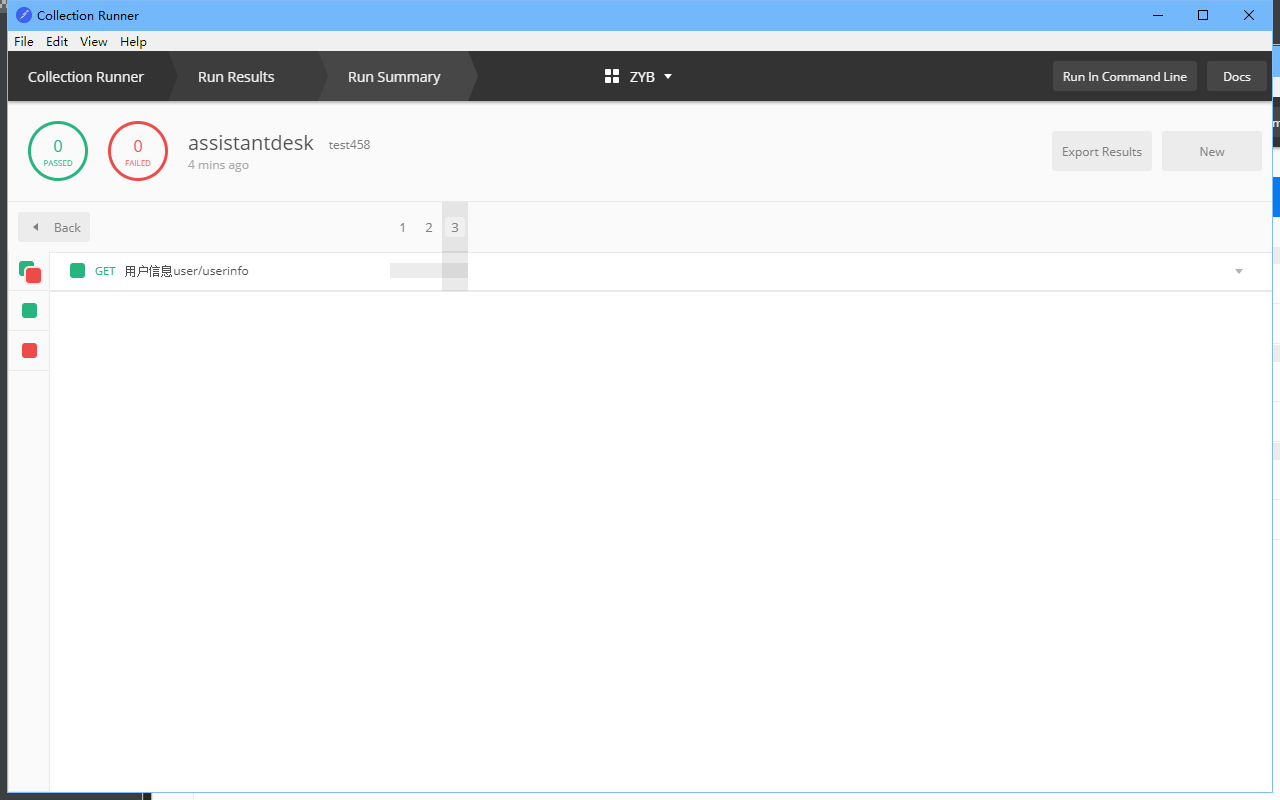 Collection Runner
File Edit View Help
Collection Runner Run Results Run Summary ZYB Run In Command Line Docs
0 PASSED
0 FAILED
assistantdesk test458
4 mins ago
Export Results New
Back 1 2 3
GET 用户信息user/userinfo